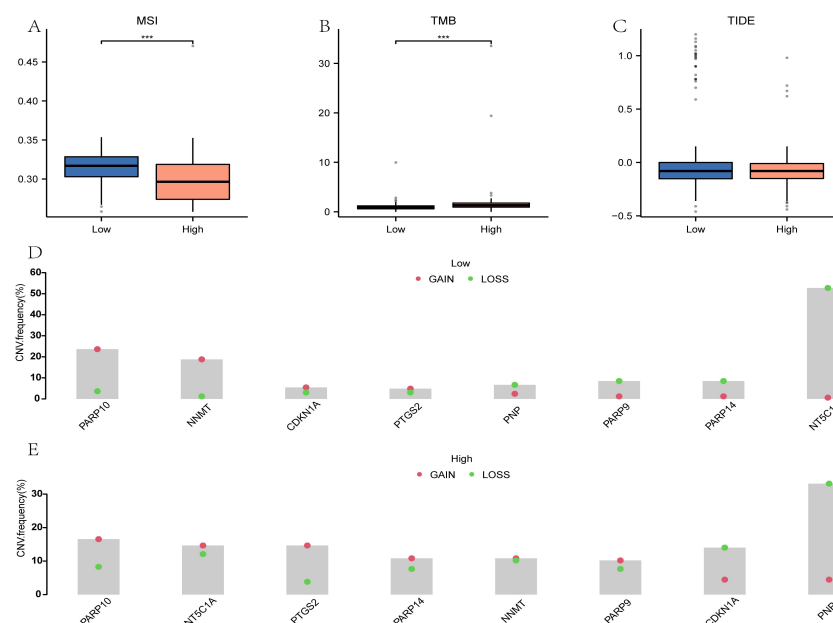 A
MSI
***
0.45
0.40
0.35
0.30
Low
High
B
TMB
***
30
20
10
0
Low
High
C
TIDE
1.0
0.5
0.0
−0.5
Low
High
D
Low
GAIN
LOSS
CNV.frequency(%)
60
50
40
30
20
10
0
PARP10
NNMT
CDKN1A
PTGS2
PNP
PARP9
PARP14
NT5C1
E
High
GAIN
LOSS
CNV.frequency(%)
30
20
10
0
PARP10
NT5C1A
PTGS2
PARP14
NNMT
PARP9
CDKN1A
PNP